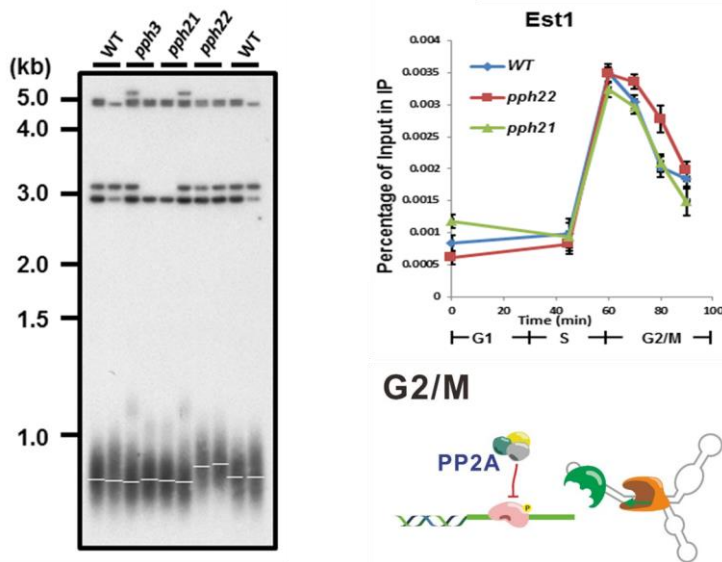 WT pph3 pph21 pph22 WT
(kb)
5.0
4.0
3.0
2.0
1.5
1.0
Est1
Percentage of Input in IP
0.004
0.0035
0.003
0.0025
0.002
0.0015
0.001
0.0005
0
WT
pph22
pph21
0 20 40 60 80 100
Time (min)
G1 S G2/M
G2/M
PP2A
P